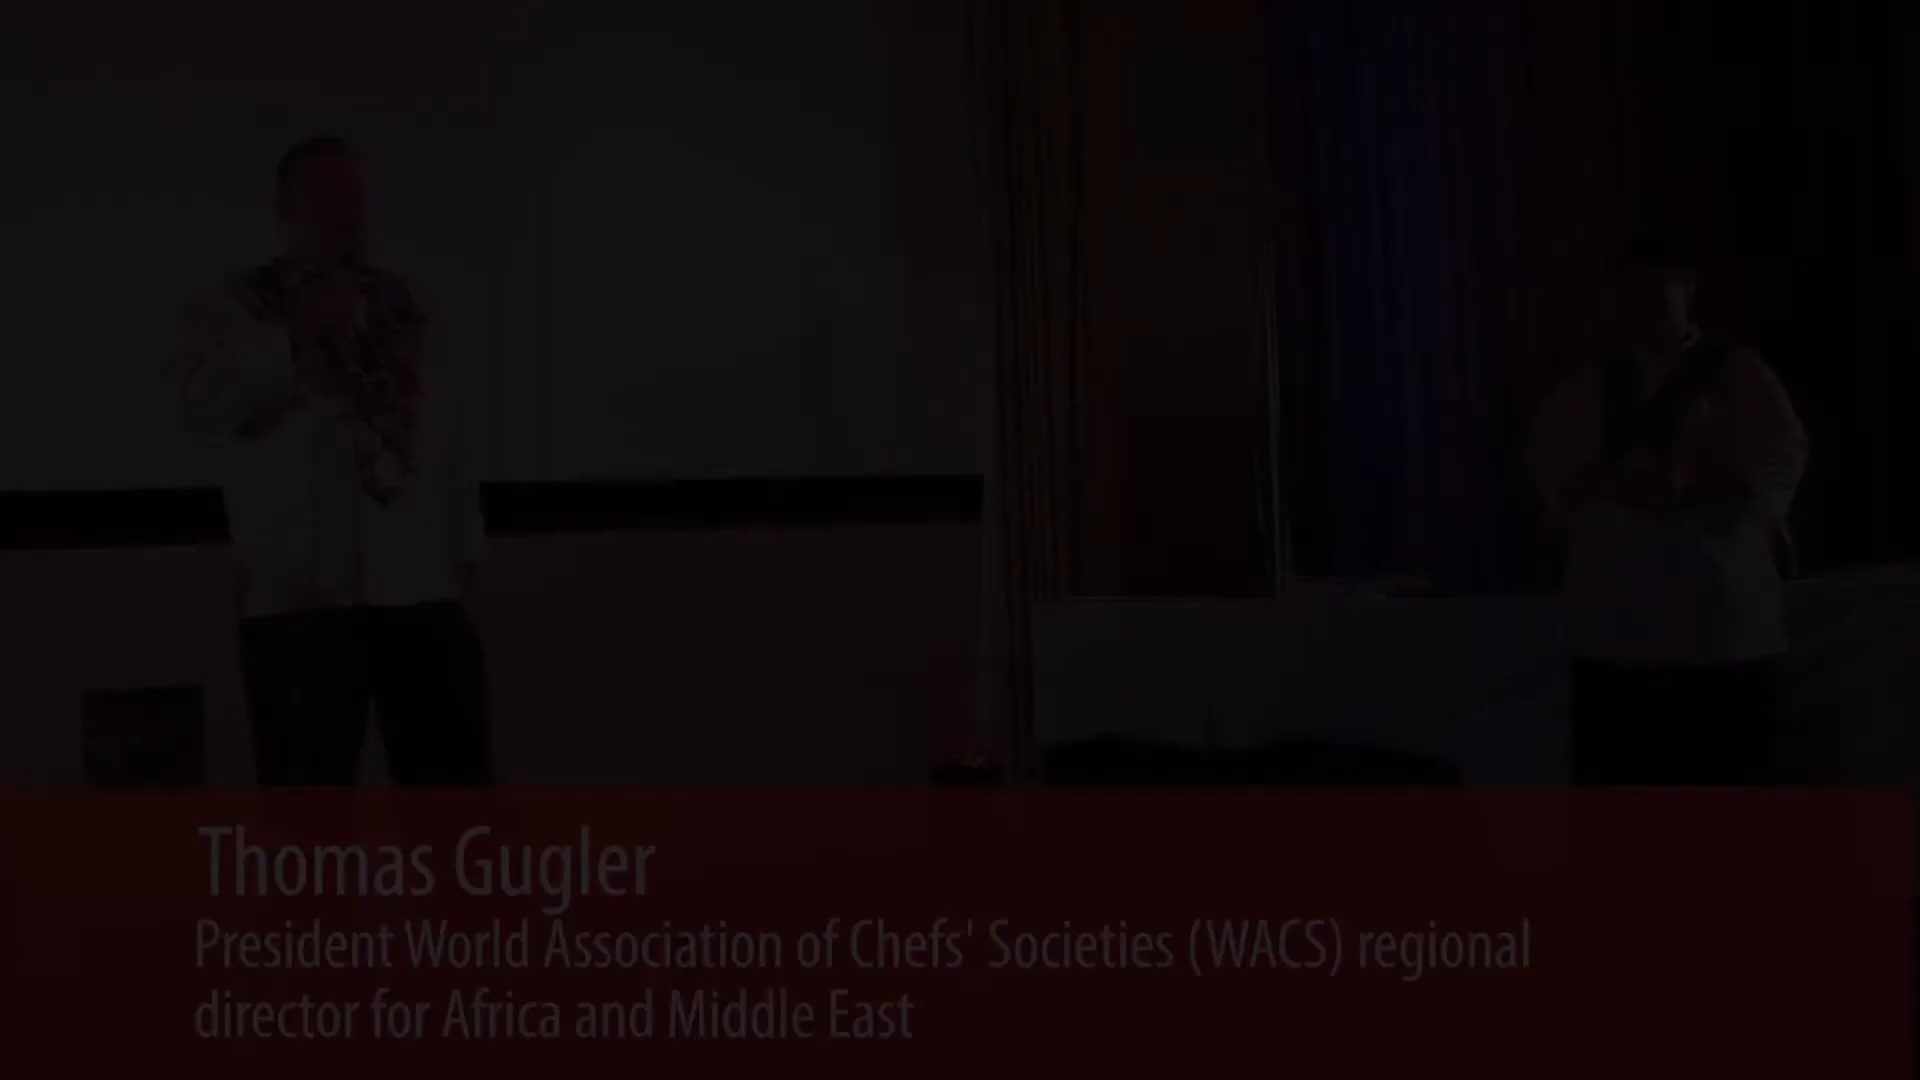 Thomas Gugler
President World Association of Chefs' Societies (WACS) regional
director for Africa and Middle East